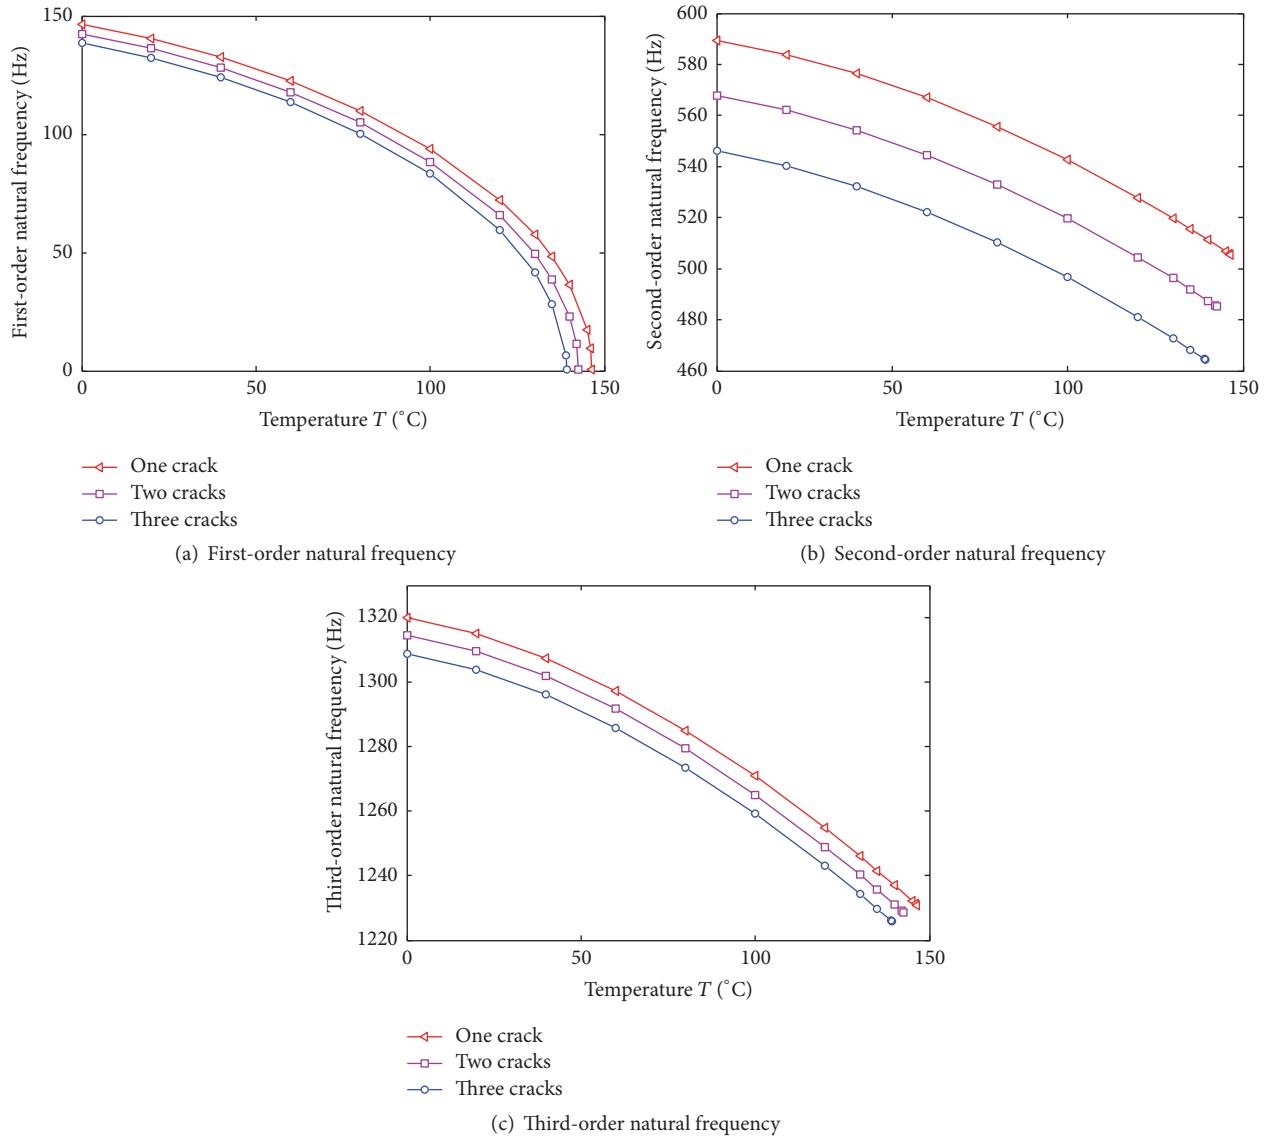 150
100
50
0
First-order natural frequency (Hz)
0 50 100 150
Temperature T (°C)
One crack
Two cracks
Three cracks
(a) First-order natural frequency
600
580
560
540
520
500
480
460
Second-order natural frequency (Hz)
0 50 100 150
Temperature T (°C)
One crack
Two cracks
Three cracks
(b) Second-order natural frequency
1320
1300
1280
1260
1240
1220
Third-order natural frequency (Hz)
0 50 100 150
Temperature T (°C)
One crack
Two cracks
Three cracks
(c) Third-order natural frequency